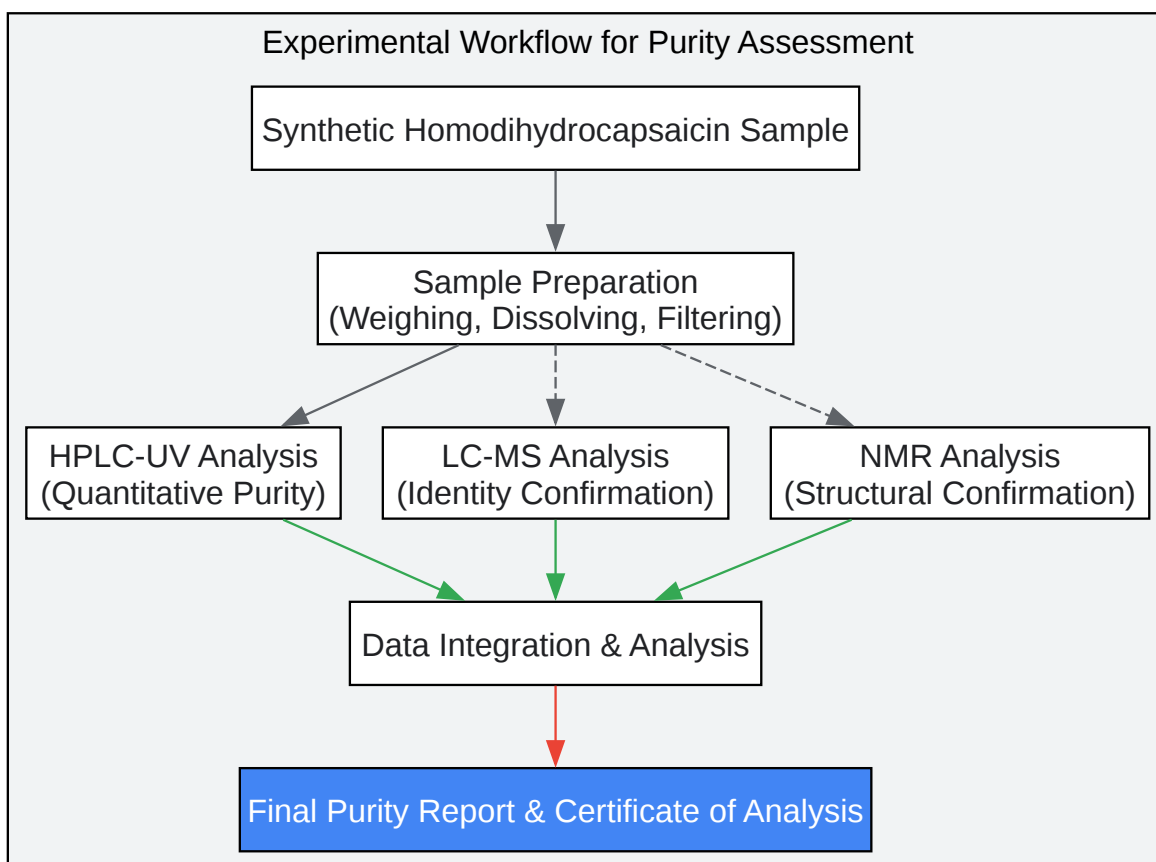 Experimental Workflow for Purity Assessment
Synthetic Homodihydrocapsaicin Sample
Sample Preparation
(Weighing, Dissolving, Filtering)
HPLC-UV Analysis
(Quantitative Purity)
LC-MS Analysis
(Identity Confirmation)
NMR Analysis
(Structural Confirmation)
Data Integration & Analysis
Final Purity Report & Certificate of Analysis